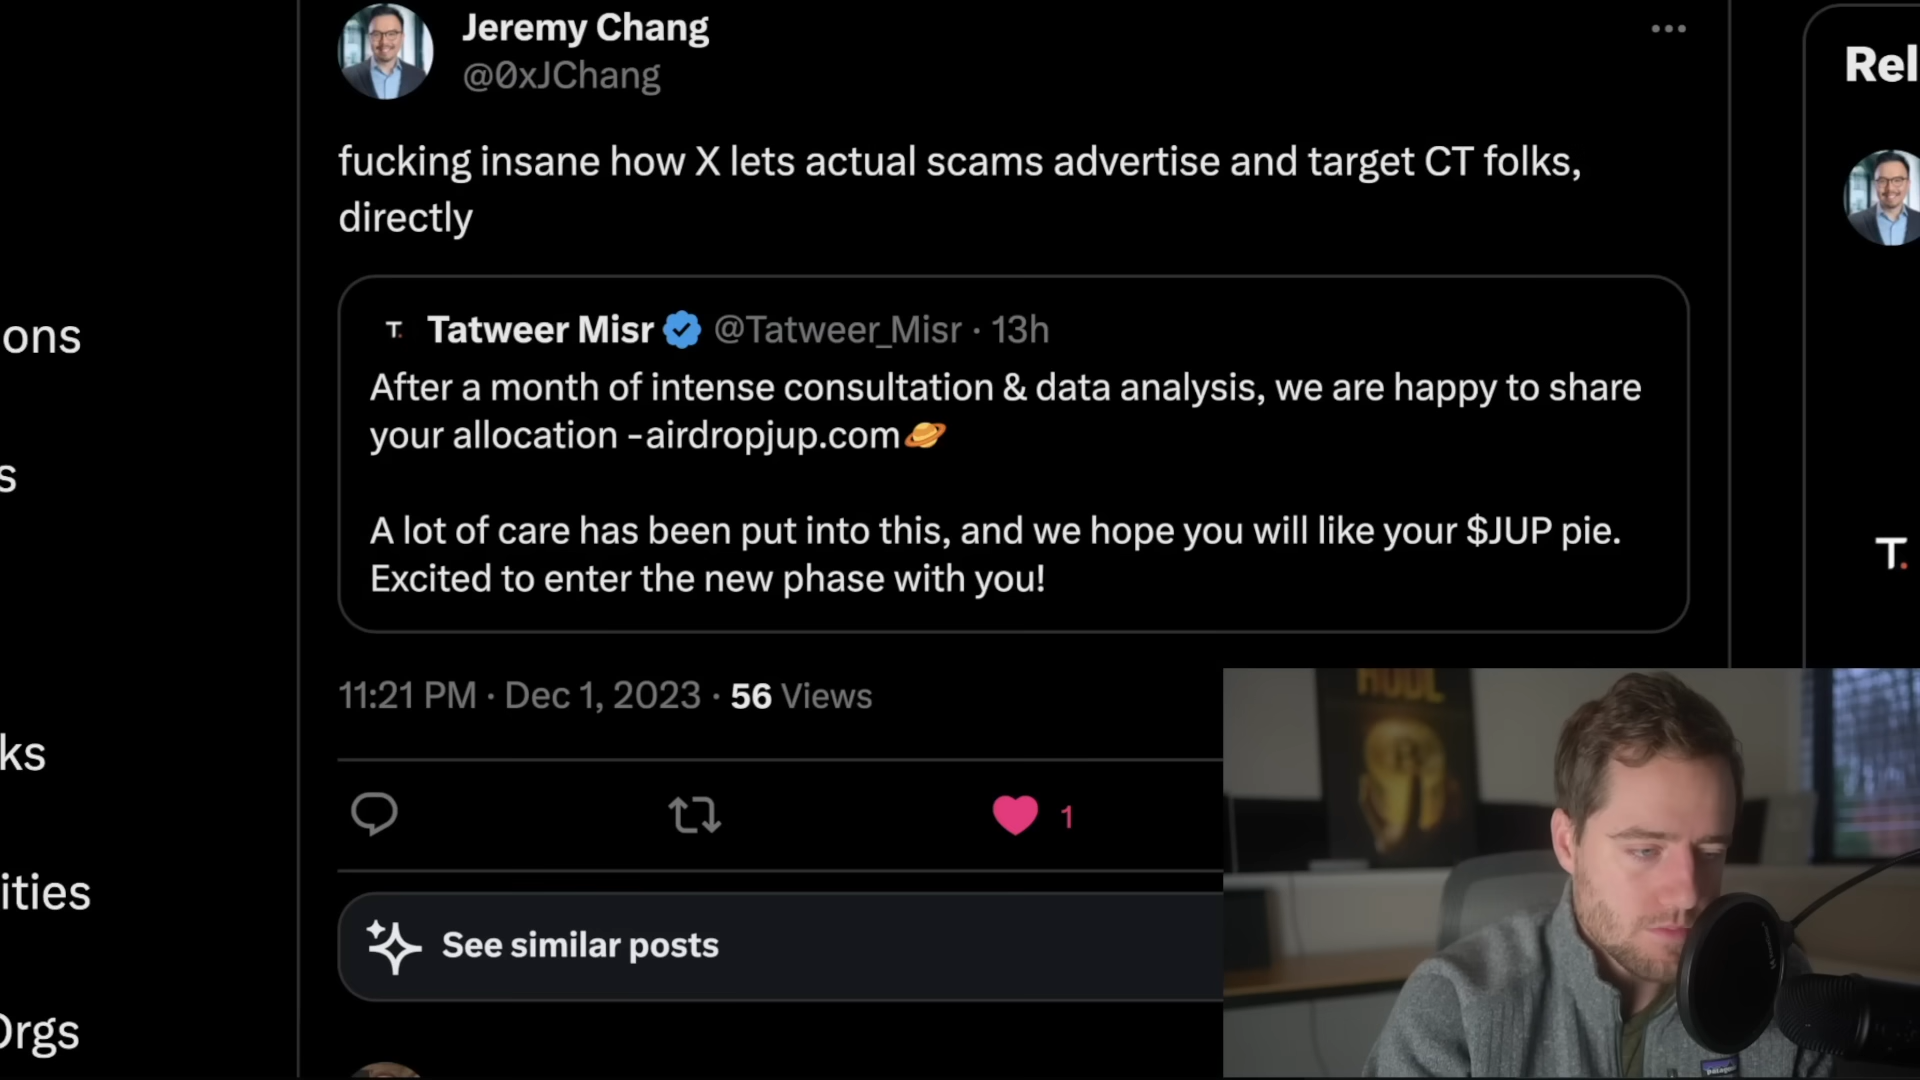 Jeremy Chang
@0xJChang
Rel
fucking insane how X lets actual scams advertise and target CT folks,
directly
T. Tatweer Misr @Tatweer_Misr · 13h
After a month of intense consultation & data analysis, we are happy to share
your allocation -airdropjup.com🪐
A lot of care has been put into this, and we hope you will like your $JUP pie.
Excited to enter the new phase with you!
T.
ons
s
ks
ities
Orgs
11:21 PM · Dec 1, 2023 · 56 Views
1
See similar posts
HODL
patagonia